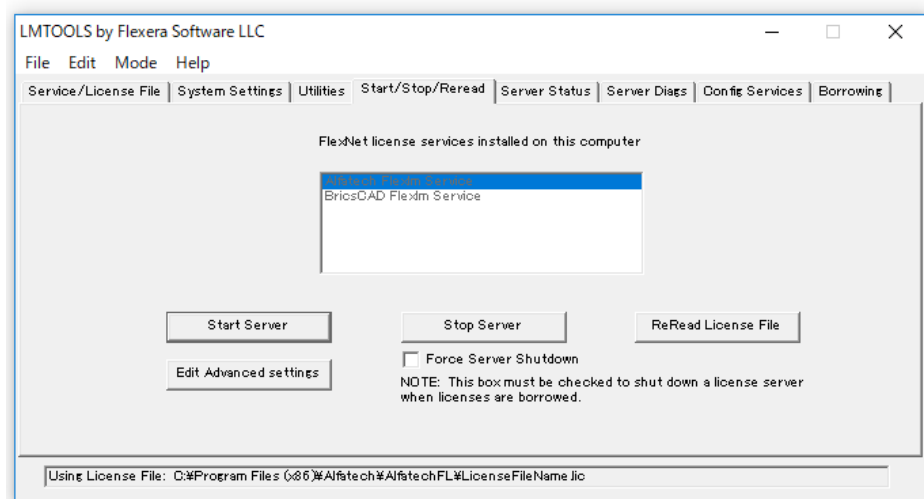 LMTOOLS by Flexera Software LLC
File Edit Mode Help
Service/License File System Settings Utilities Start/Stop/Reread Server Status Server Diags Config Services Borrowing
FlexNet license services installed on this computer
Alfatech Flexlm Service
BricsCAD Flexlm Service
Start Server Stop Server ReRead License File
Edit Advanced settings
Force Server Shutdown
NOTE: This box must be checked to shut down a license server
when licenses are borrowed.
Using License File: C:¥Program Files (x86)¥Alfatech¥AlfatechFL¥LicenseFileName.lic